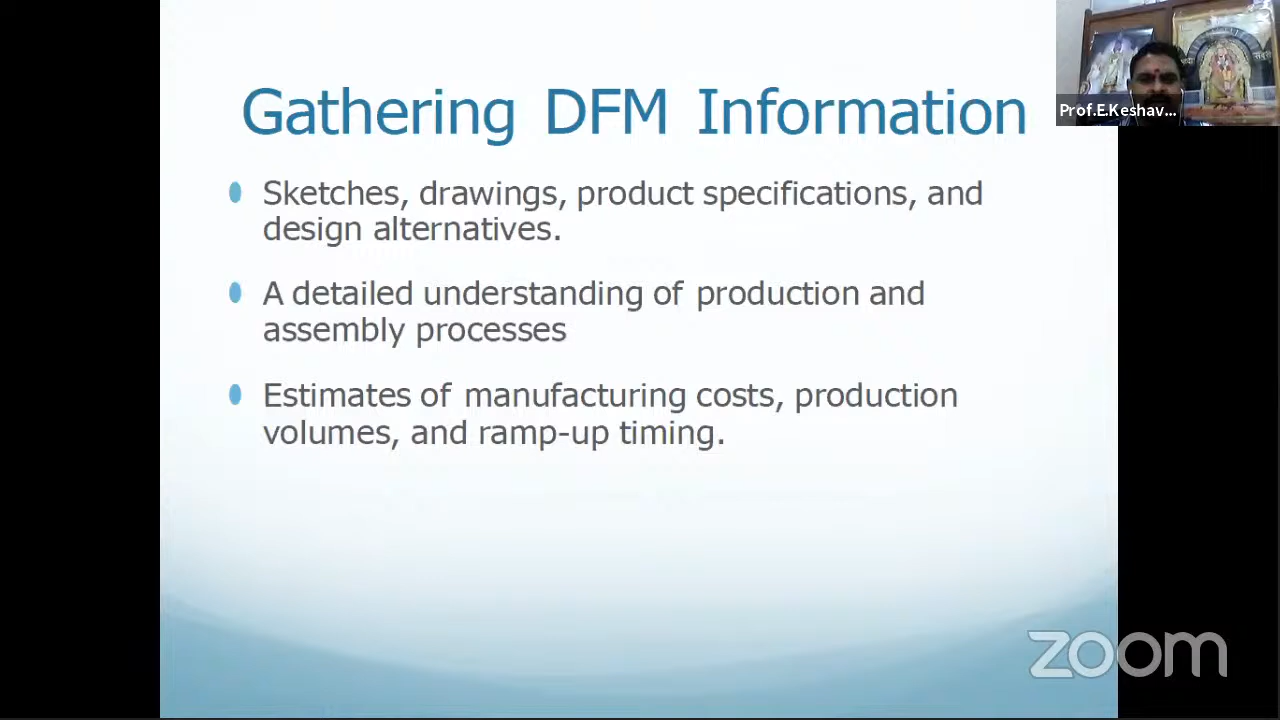 Gathering DFM Information
Prof.E.Keshav...
Sketches, drawings, product specifications, and
design alternatives.
A detailed understanding of production and
assembly processes
Estimates of manufacturing costs, production
volumes, and ramp-up timing.
zoom